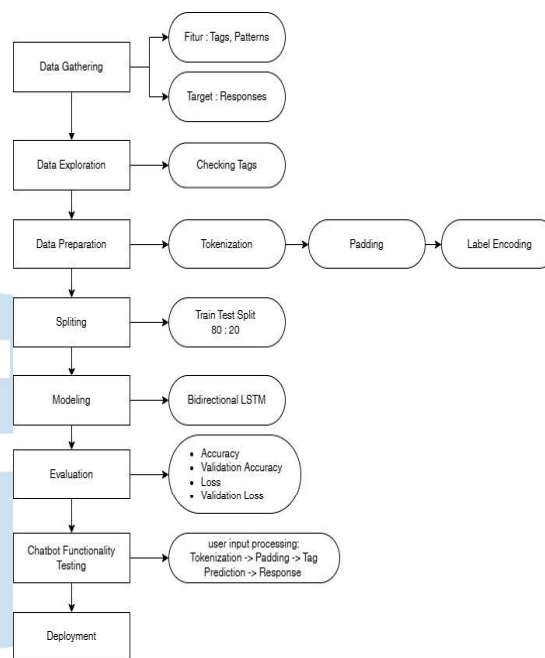 Fitur : Tags, Patterns
Data Gathering
Target : Responses
Data Exploration
Checking Tags
Data Preparation
Tokenization
Padding
Label Encoding
Spliting
Train Test Split
80 : 20
Modeling
Bidirectional LSTM
Evaluation
• Accuracy
• Validation Accuracy
• Loss
• Validation Loss
Chatbot Functionality
Testing
user input processing:
Tokenization -> Padding -> Tag
Prediction -> Response
Deployment